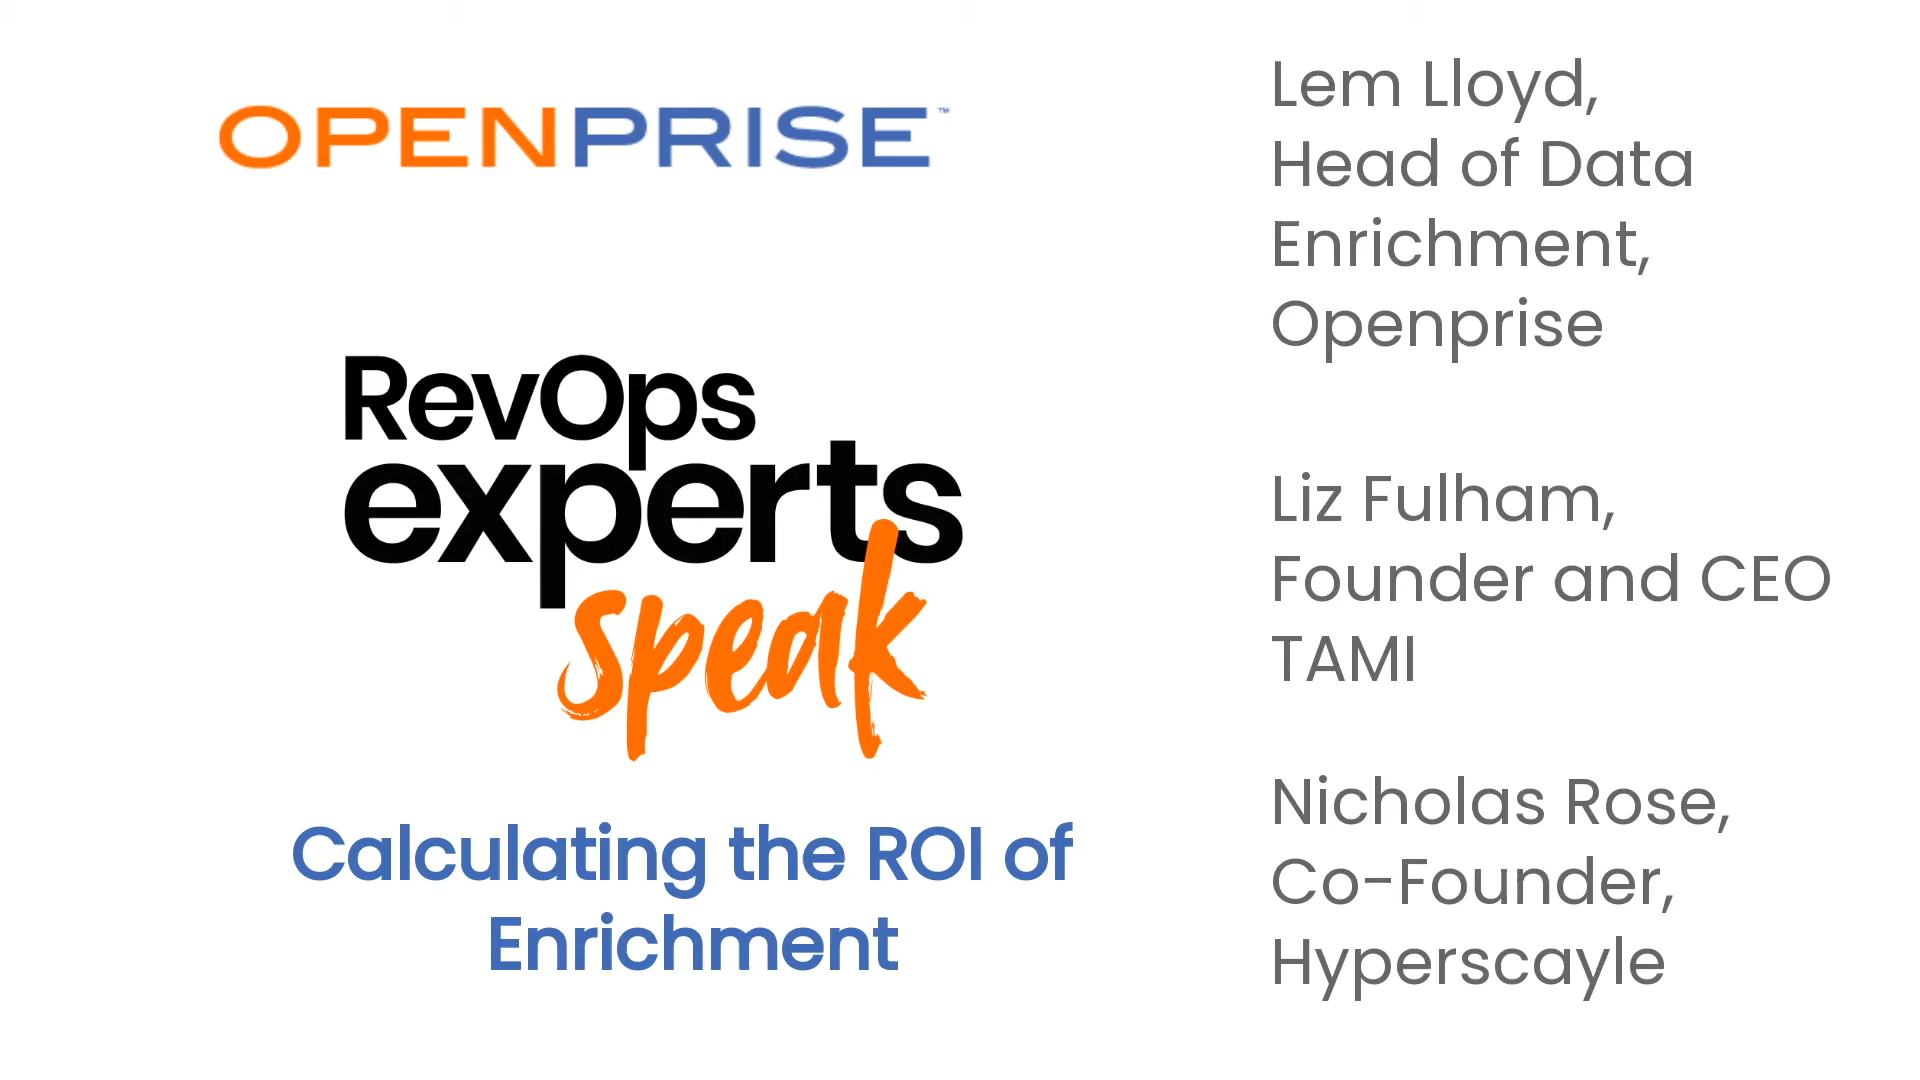 OPENPRISE™
RevOps
experts
speak
Calculating the ROI of
Enrichment
Lem Lloyd,
Head of Data
Enrichment,
Openprise
Liz Fulham,
Founder and CEO
TAMI
Nicholas Rose,
Co-Founder,
Hyperscayle